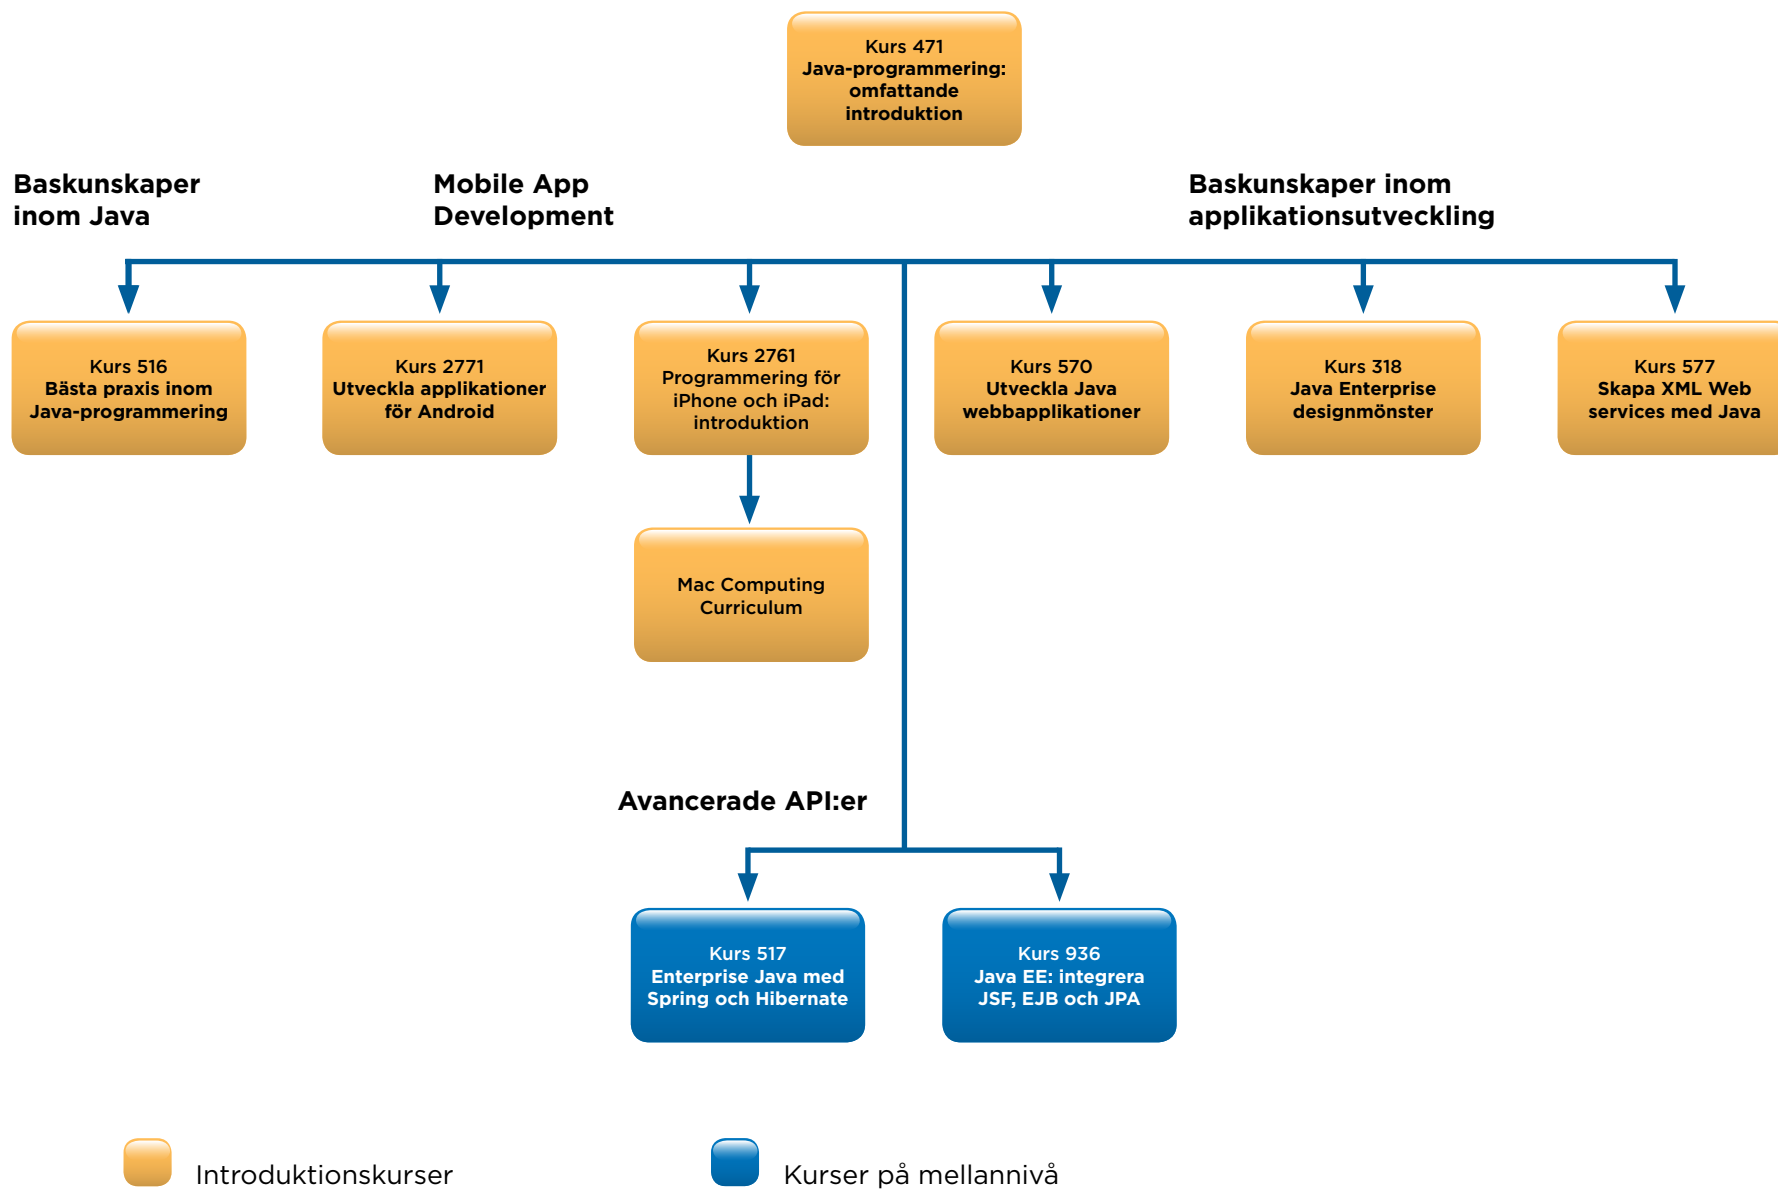 Kurs 471
Java-programmering:
omfattande
introduktion
Baskunskaper
inom Java
Mobile App
Development
Baskunskaper inom
applikationsutveckling
Kurs 516
Bästa praxis inom
Java-programmering
Kurs 2771
Utveckla applikationer
för Android
Kurs 2761
Programmering för
iPhone och iPad:
introduktion
Kurs 570
Utveckla Java
webbapplikationer
Kurs 318
Java Enterprise
designmönster
Kurs 577
Skapa XML Web
services med Java
Mac Computing
Curriculum
Avancerade API:er
Kurs 517
Enterprise Java med
Spring och Hibernate
Kurs 936
Java EE: integrera
JSF, EJB och JPA
Introduktionskurser
Kurser på mellannivå